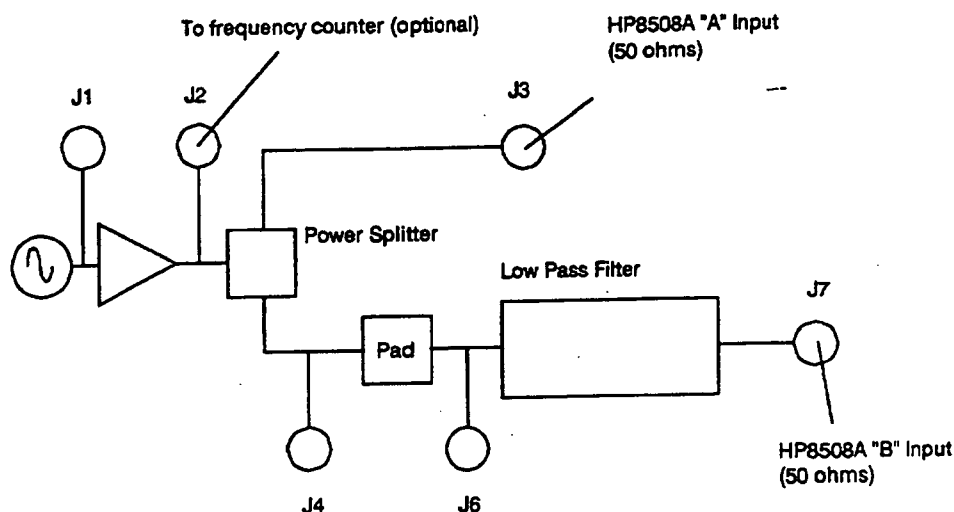 To frequency counter (optional)
HP8508A "A" Input
(50 ohms)
J1
J2
J3
Power Splitter
Low Pass Filter
J7
Pad
HP8508A "B" Input
(50 ohms)
J4
J6